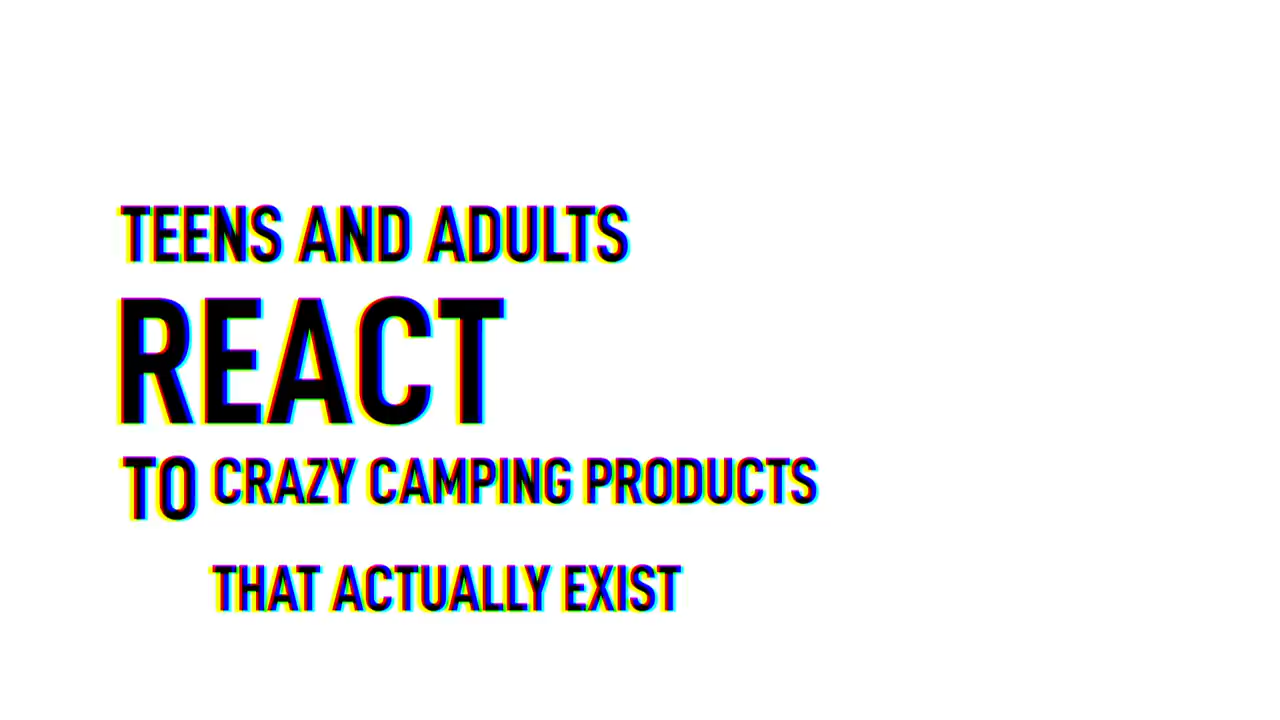 TEENS AND ADULTS
REACT
TO CRAZY CAMPING PRODUCTS
THAT ACTUALLY EXIST